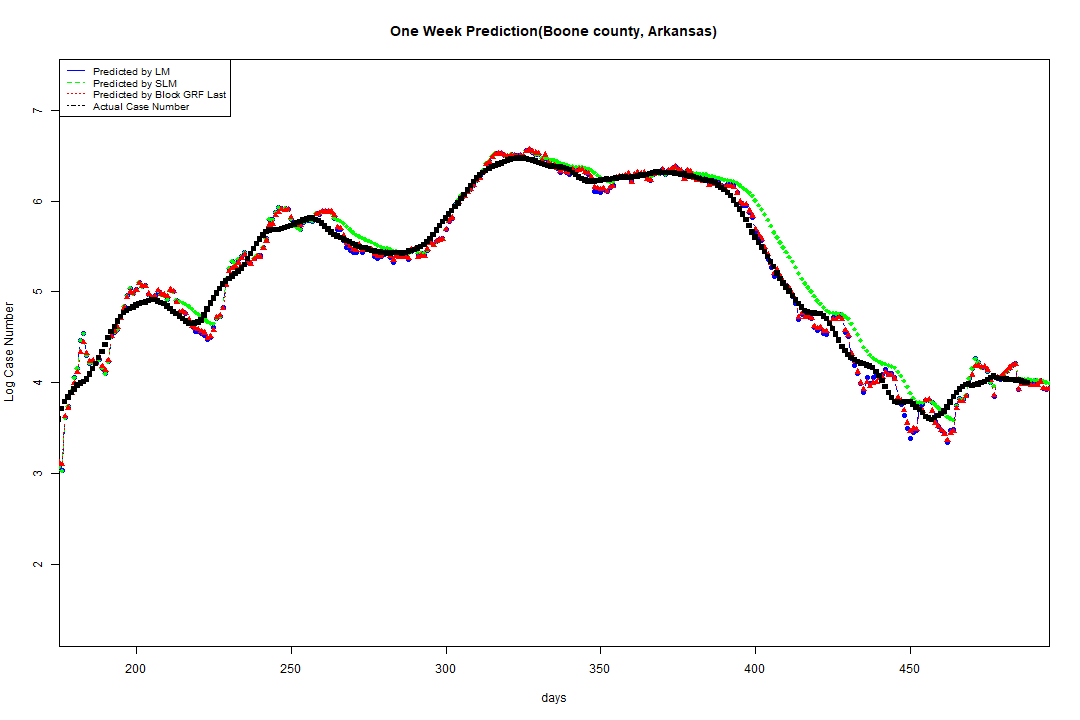 One Week Prediction(Boone county, Arkansas)
Predicted by LM
Predicted by SLM
Predicted by Block GRF Last
Actual Case Number
Log Case Number
7
6
5
4
3
2
200 250 300 350 400 450
days